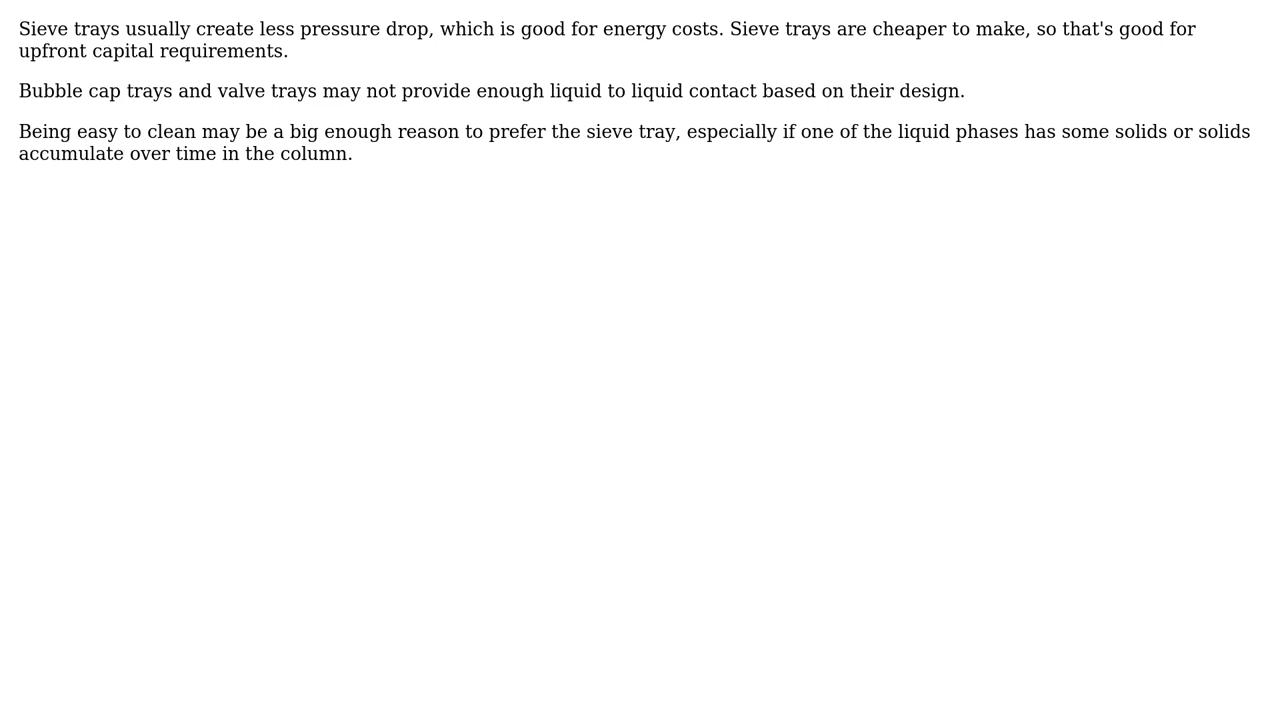 Sieve trays usually create less pressure drop, which is good for energy costs. Sieve trays are cheaper to make, so that's good for
upfront capital requirements.
Bubble cap trays and valve trays may not provide enough liquid to liquid contact based on their design.
Being easy to clean may be a big enough reason to prefer the sieve tray, especially if one of the liquid phases has some solids or solids
accumulate over time in the column.